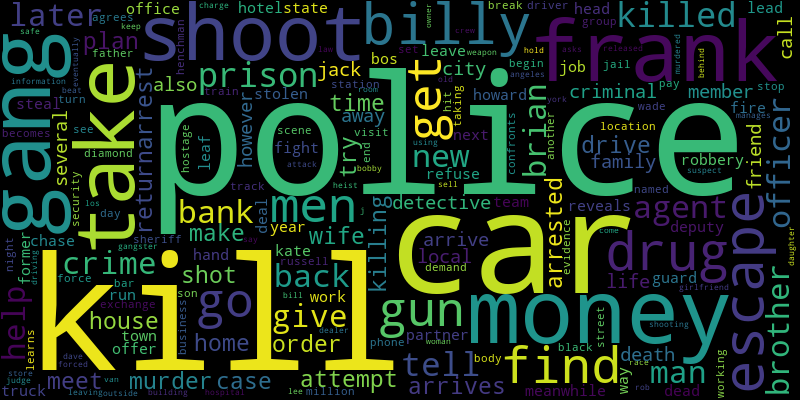 later
office
hotel
state
charge
agrees
plan
father
owner
break
driver
head
group
agrees
lead
keep
safe
shoot
billy
frank
killed
call
henchman
police
car
kill
money
gang
take
prison
jack
bos
leave
city
begin
job
angeles
jail
hold
weapon
crew
law
asks
released
murdered
behind
information
eventually
beat
turn
steal
becomes
see
diamond
several
security
los
day
return
arrest
also
stolen
however
train
station
room
time
away
howard
hit
taking
get
set
old
york
pay
criminal
member
fire
stop
wade
location
manages
drive
family
friend
robbery
suspect
officer
brian
another
confronts
next
new
refuse
using
sell
visit
end
try
bobby
heist
attack
fight
scene
hostage
leaf
track
deal
bank
men
make
wife
year
kate
russell
bill
gangster
sheriff
chase
night
former
driving
force
bar
run
son
crime
shot
hand
back
go
gun
give
work
dealer
order
home
house
town
offer
business
exchange
help
learns
dave
forced
store
judge
truck
van
meet
leaving
outside
murder
building
case
hospital
lee
million
attempt
phone
woman
partner
tell
arrives
body
meanwhile
find
black
street
way
rob
race
death
man
dead
working
shooting
girlfriend
daughter
brother
escape
drug
agent
deputy
guard
life
reveals
named
come
evidence
arrested
detective
team
arrive
local
demand
killing